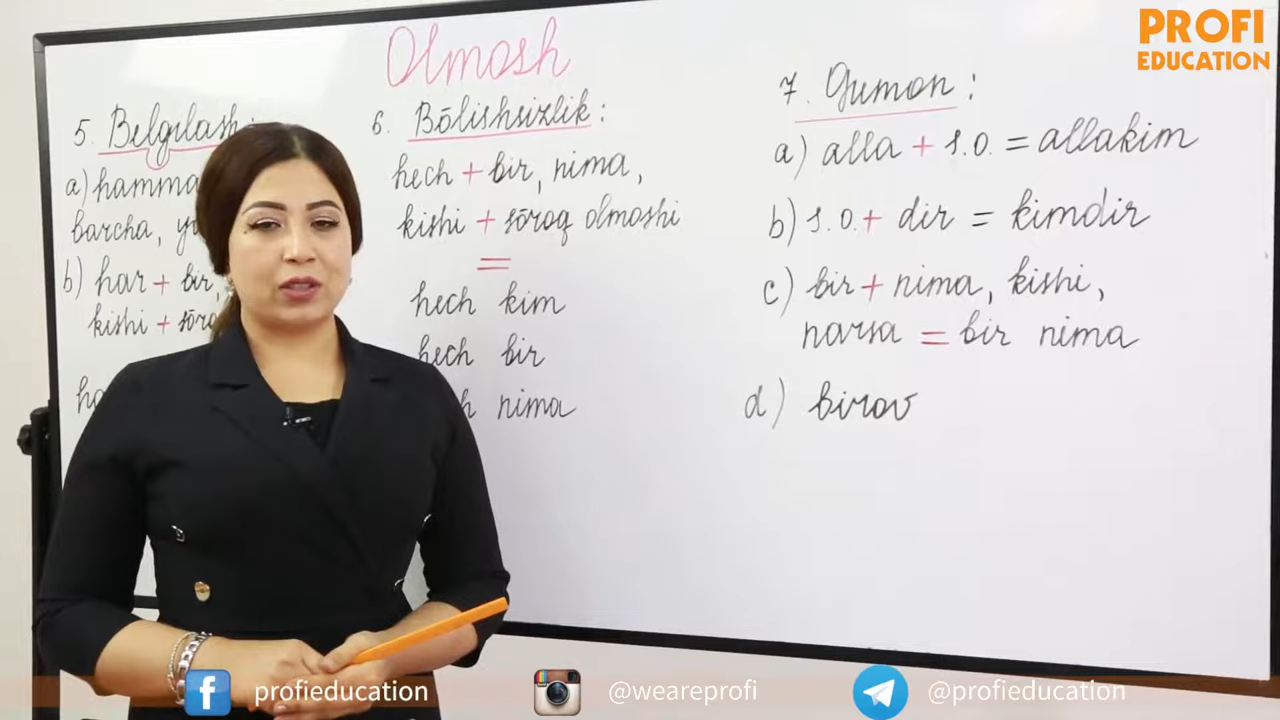 PROFI
EDUCATION
Olmosh
5. Belgilash:
a) hamma
barcha,
b) har + bir,
kishi +
6. Bōlishsizlik:
hech + bir, nima,
kishi + sōroq olmoshi
=
hech kim
hech bir
nima
7. Gumon:
a) alla + S.O. = allakim
b) S.O. + dir = kimdir
c) bir + nima, kishi,
narsa = bir nima
d) birov
profieducation
@weareprofi
@profieducation